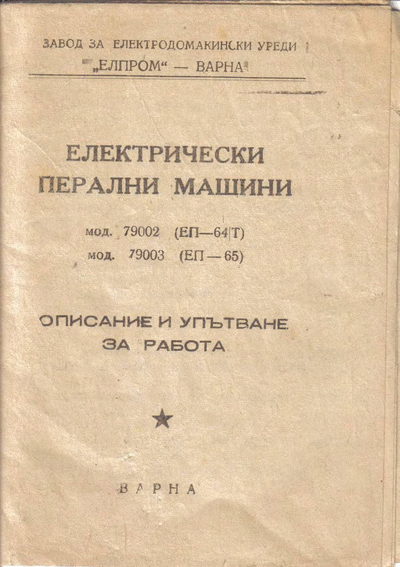 ЗАВОД ЗА ЕЛЕКТРОДОМАКИНСКИ УРЕДИ
„ЕЛПРОМ“ — ВАРНА
ЕЛЕКТРИЧЕСКИ
ПЕРАЛНИ МАШИНИ
мод. 79002 (ЕП—64 Т)
мод. 79003 (ЕП — 65)
ОПИСАНИЕ И УПЪТВАНЕ
ЗА РАБОТА
ВАРНА